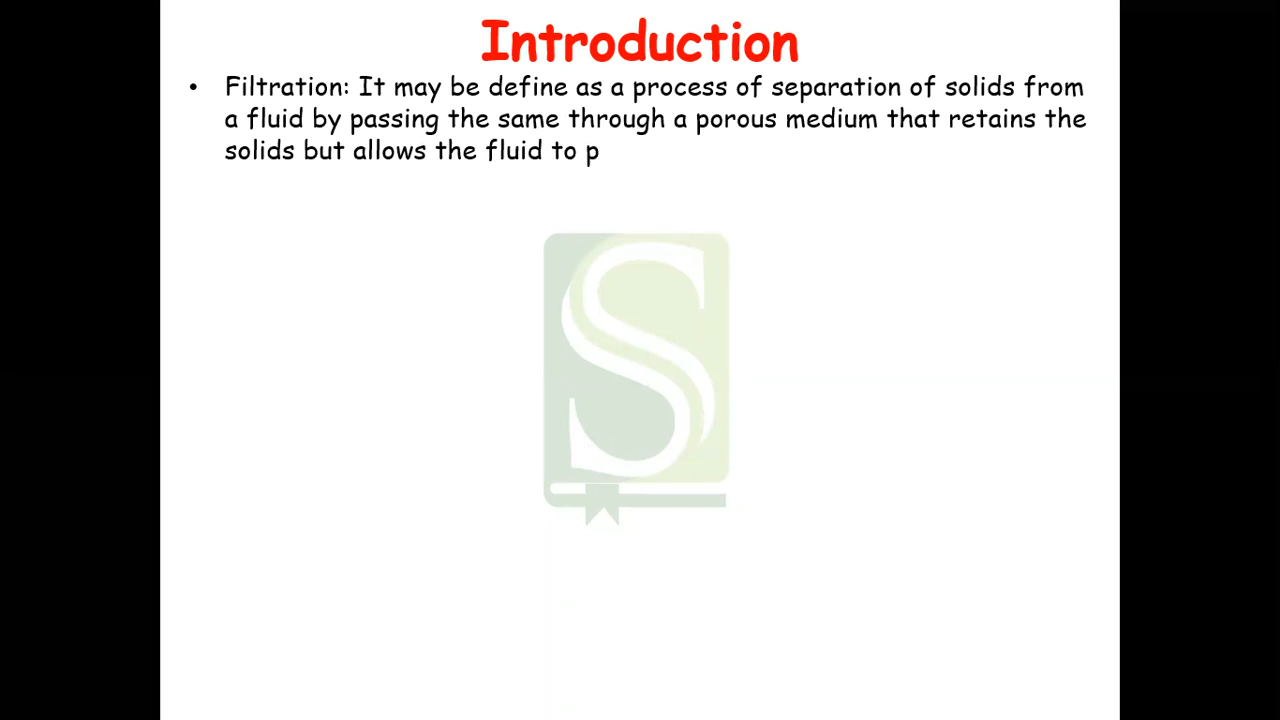 Introduction
• Filtration: It may be define as a process of separation of solids from
a fluid by passing the same through a porous medium that retains the
solids but allows the fluid to p
S